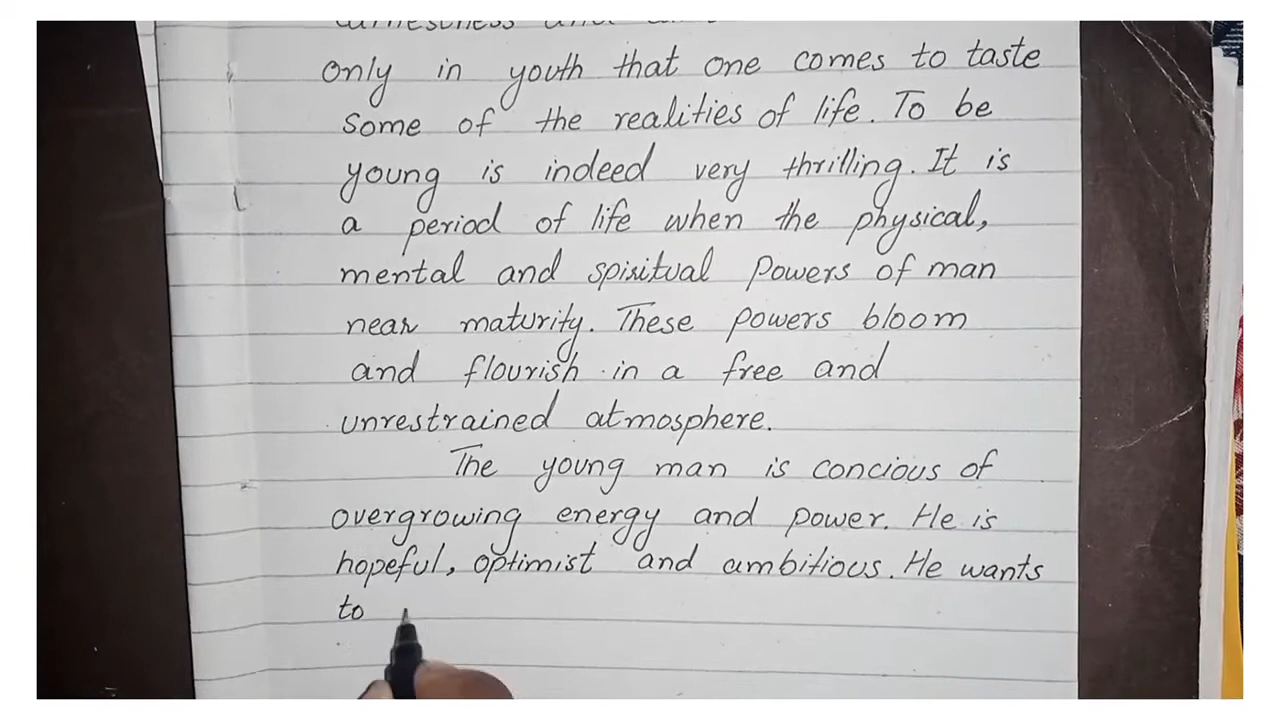 Only in youth that one comes to taste
Some of the realities of life. To be
young is indeed very thrilling. It is
a period of life when the physical,
mental and spiritual Powers of man
near maturity. These powers bloom
and flourish in a free and
unrestrained atmosphere.
The young man is concious of
overgrowing energy and power. He is
hopeful, optimist and ambitious. He wants
to